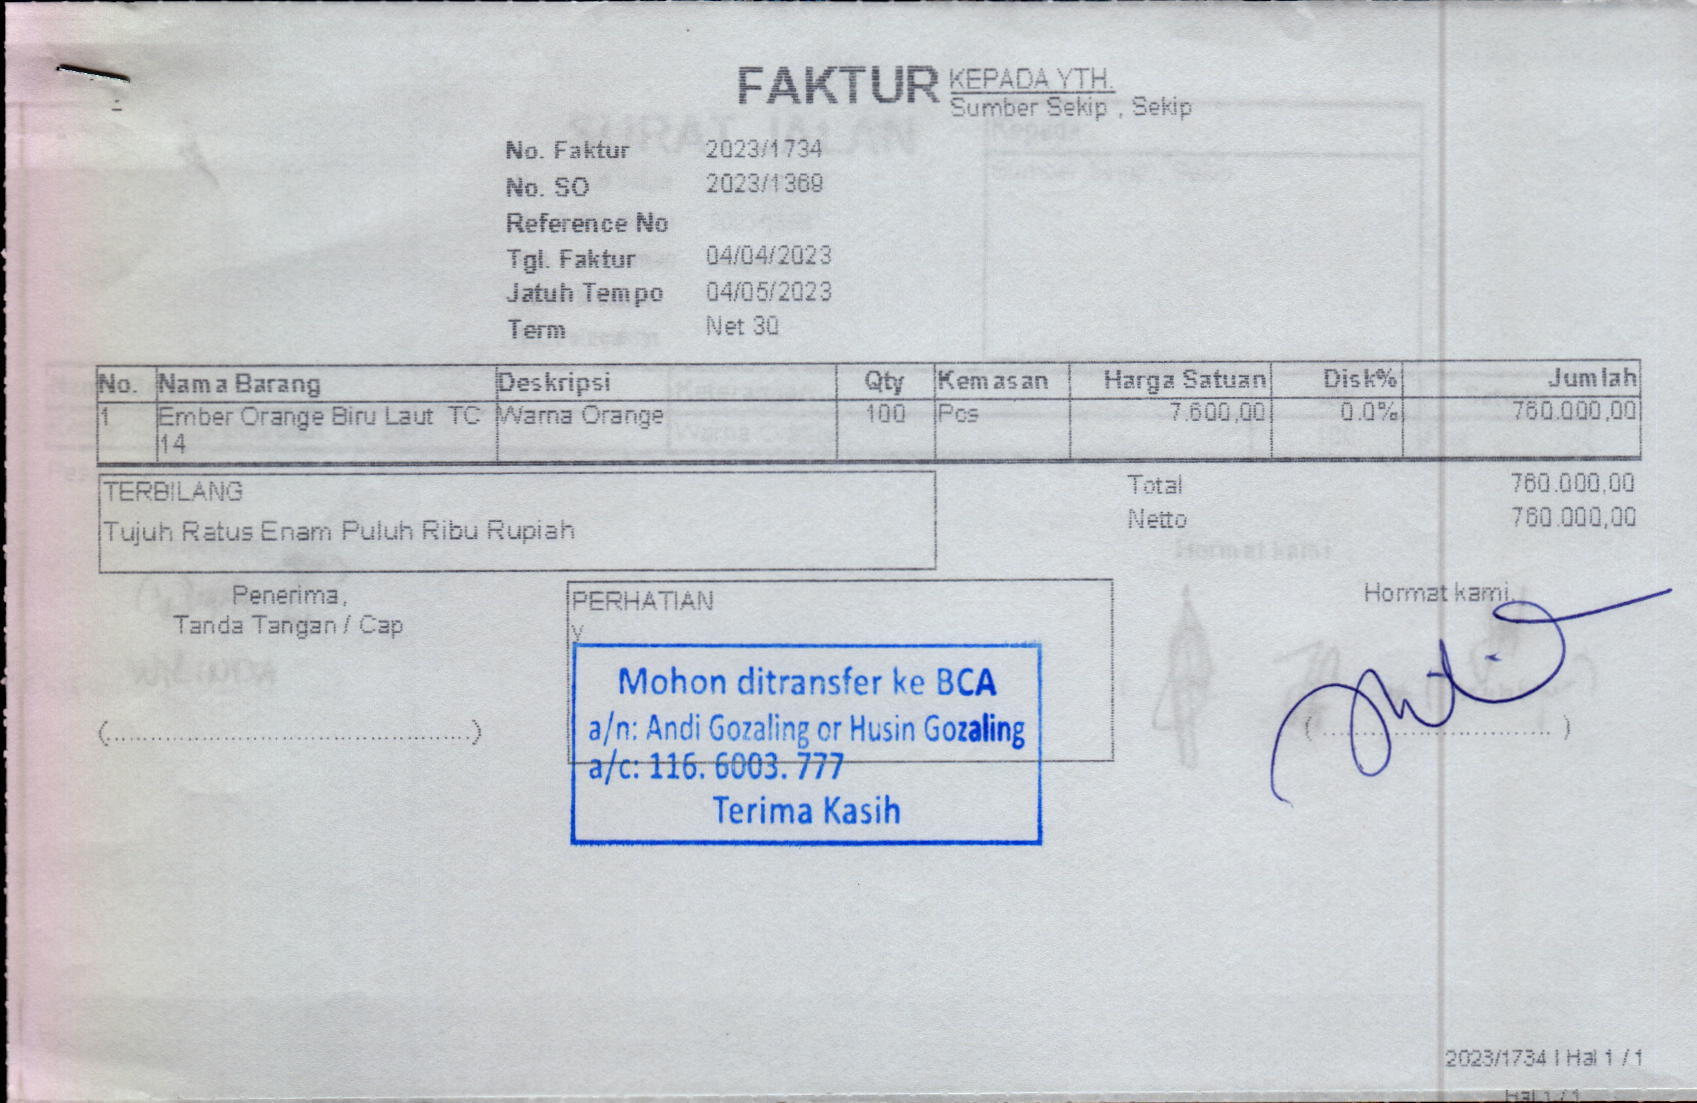 FAKTUR
KEPADA YTH.
Sumber Sekip , Sekip
No. Faktur 2023/1734
No. SO 2023/1369
Reference No
Tgl. Faktur 04/04/2023
Jatuh Tempo 04/05/2023
Term Net 30
No. Nama Barang Deskripsi Qty Kemasan Harga Satuan Disk% Jumlah
1 Ember Orange Biru Laut TC Warna Orange 100 Pcs 7.600,00 0.0% 760.000,00
14
TERBILANG
Tujuh Ratus Enam Puluh Ribu Rupiah
Total 760.000,00
Netto 760.000,00
Penerima,
Tanda Tangan / Cap
(............................................)
PERHATIAN
y
Mohon ditransfer ke BCA
a/n: Andi Gozaling or Husin Gozaling
a/c: 116. 6003. 777
Terima Kasih
Hormat kami,
(............................)
2023/1734 | Hal 1 / 1
Hal 1 / 1